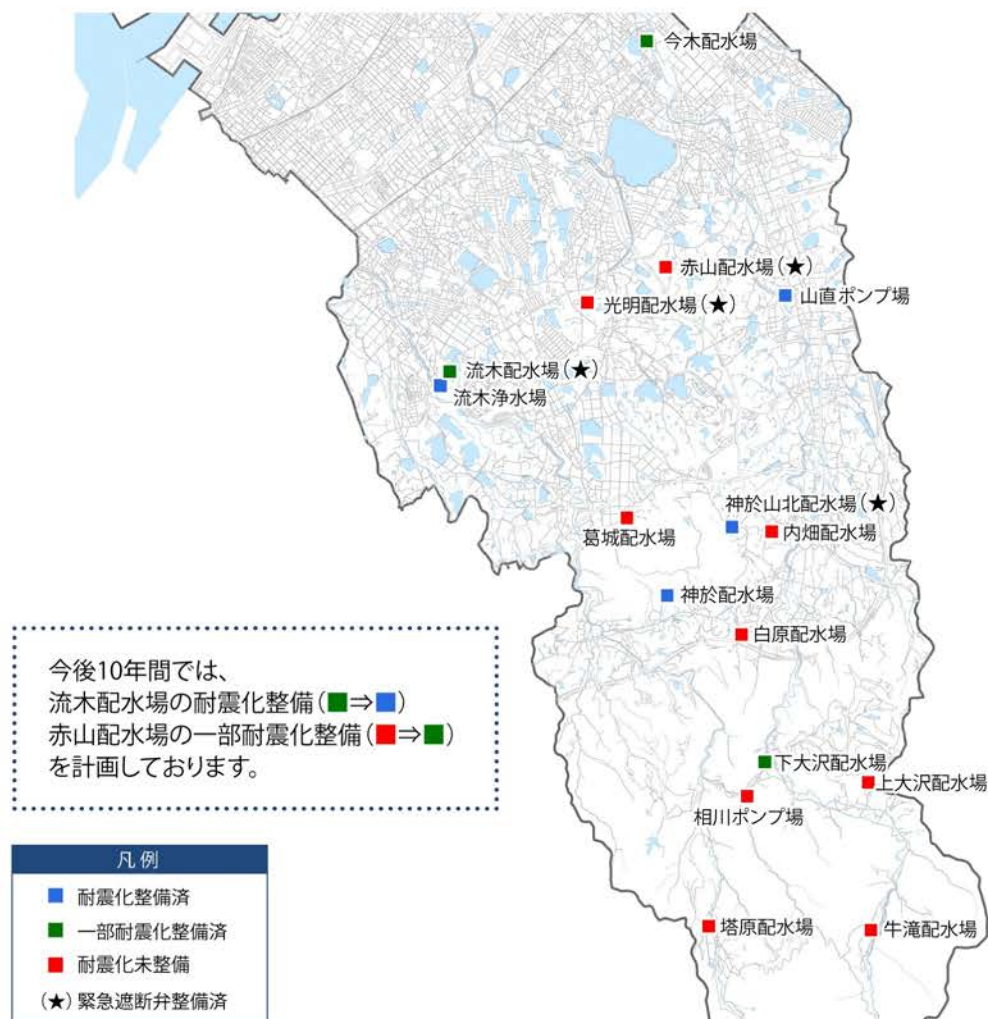 今木配水場
赤山配水場(★)
山直ポンプ場
光明配水場(★)
流木配水場(★)
流木浄水場
神於山北配水場(★)
葛城配水場
内畑配水場
神於配水場
白原配水場
今後10年間では、
流木配水場の耐震化整備(■⇒■)
赤山配水場の一部耐震化整備(■⇒■)
を計画しております。
下大沢配水場
上大沢配水場
相川ポンプ場
塔原配水場
牛滝配水場
凡例
■ 耐震化整備済
■ 一部耐震化整備済
■ 耐震化未整備
(★) 緊急遮断弁整備済